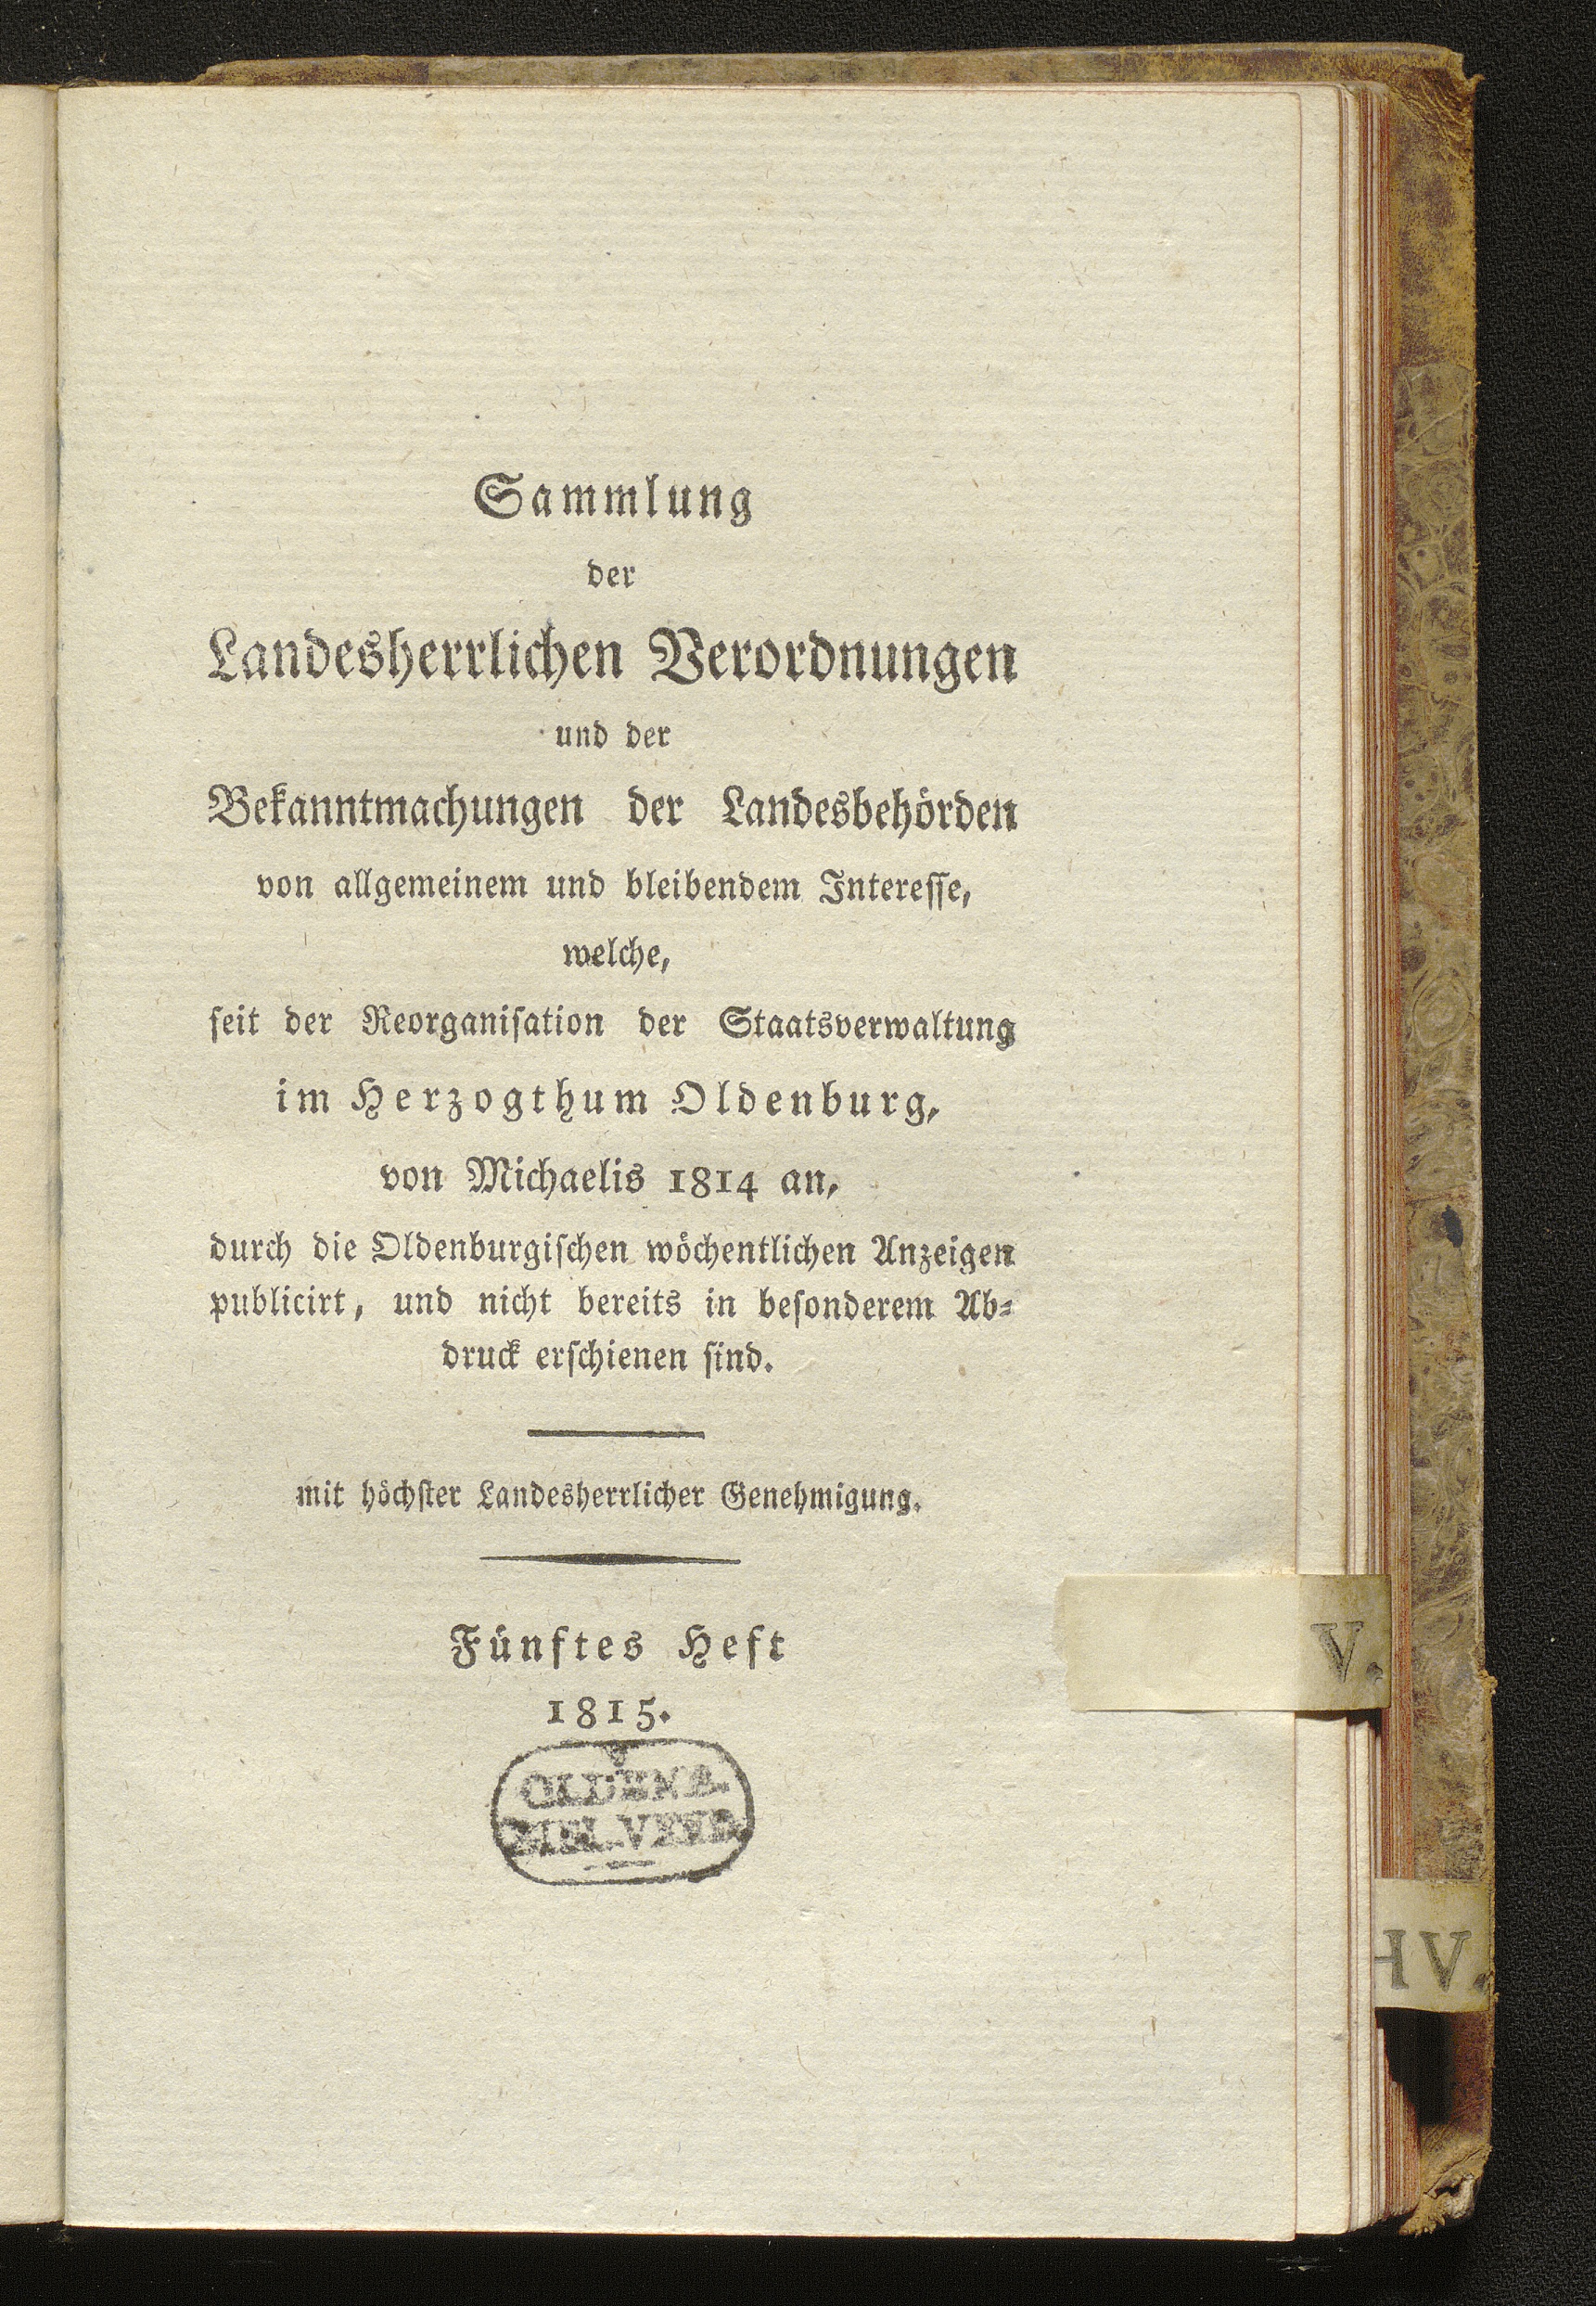 Sammlung
der
Landesherrlichen Verordnungen
und der
Bekanntmachungen der Landesbehörden
von allgemeinem und bleibendem Interesse,
welche,
seit der Reorganisation der Staatsverwaltung
im Herzogthum Oldenburg,
von Michaelis 1814 an,
durch die Oldenburgischen wöchentlichen Anzeigen
publicirt, und nicht bereits in besonderem Ab-
druck erschienen sind.
mit höchster Landesherrlicher Genehmigung.
V.
Fünftes Heft
1815.